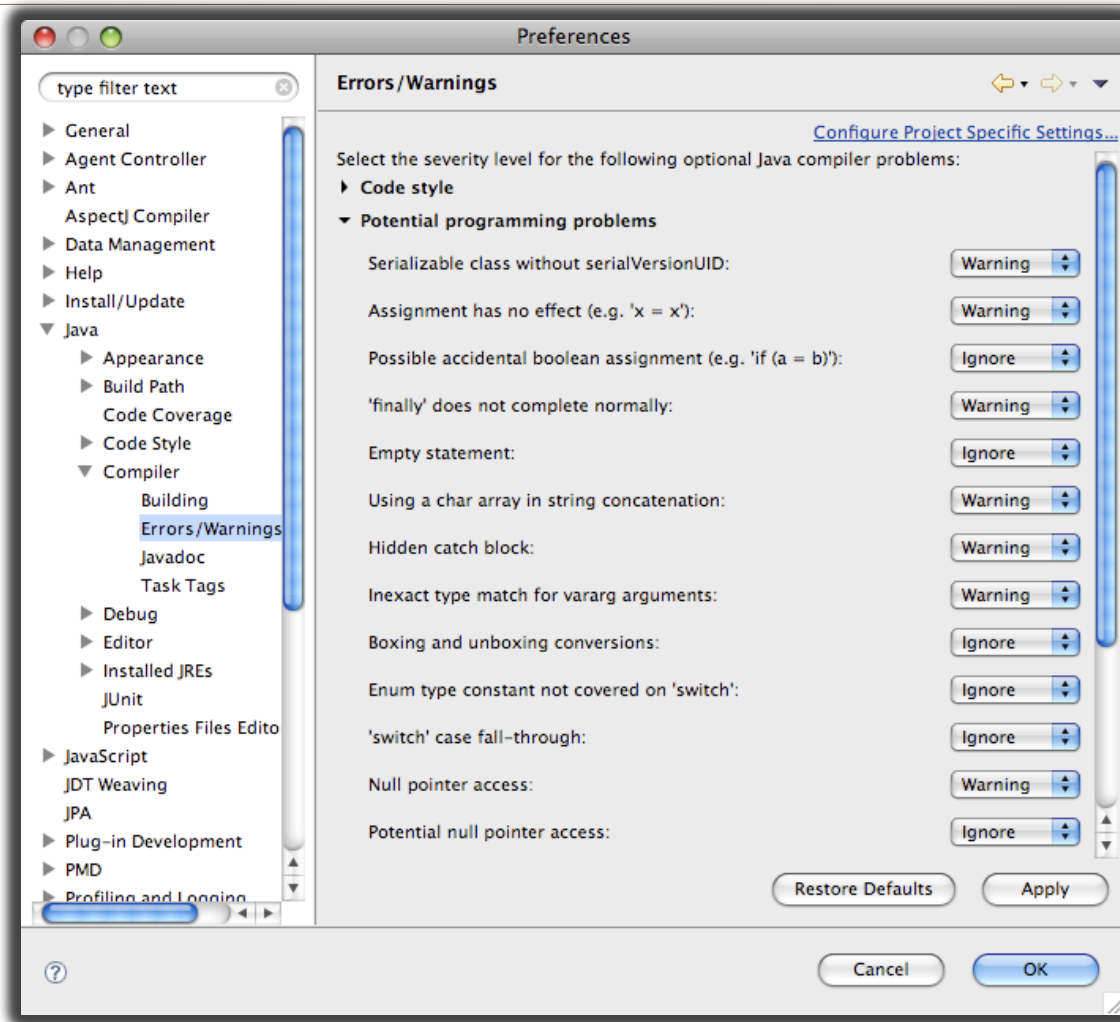 Preferences
type filter text
General
Agent Controller
Ant
AspectJ Compiler
Data Management
Help
Install/Update
Java
Appearance
Build Path
Code Coverage
Code Style
Compiler
Building
Errors/Warnings
Javadoc
Task Tags
Debug
Editor
Installed JREs
JUnit
Properties Files Edito
JavaScript
JDT Weaving
JPA
Plug-in Development
PMD
Profiling and Logging
Errors/Warnings
Configure Project Specific Settings...
Select the severity level for the following optional Java compiler problems:
Code style
Potential programming problems
Serializable class without serialVersionUID: Warning
Assignment has no effect (e.g. 'x = x'): Warning
Possible accidental boolean assignment (e.g. 'if (a = b)'): Ignore
'finally' does not complete normally: Warning
Empty statement: Ignore
Using a char array in string concatenation: Warning
Hidden catch block: Warning
Inexact type match for vararg arguments: Warning
Boxing and unboxing conversions: Ignore
Enum type constant not covered on 'switch': Ignore
'switch' case fall-through: Ignore
Null pointer access: Warning
Potential null pointer access: Ignore
Restore Defaults Apply
? Cancel OK